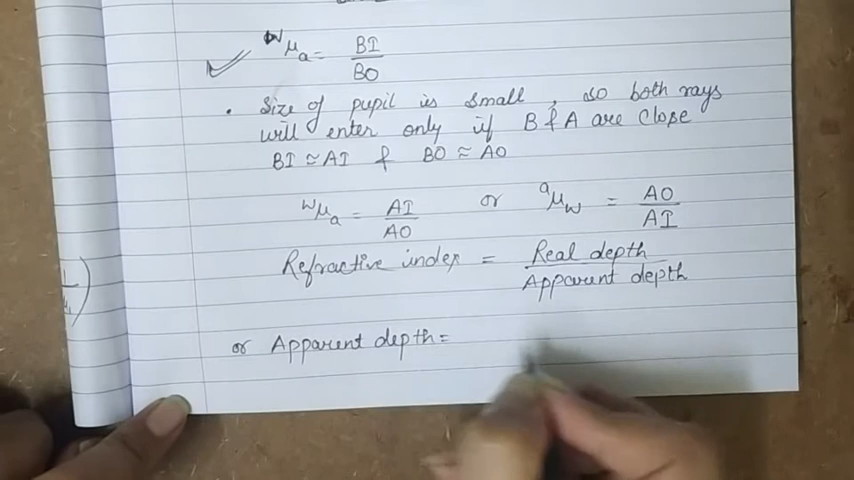 ʷμₐ = BI/BO
• Size of pupil is small, so both rays
will enter only if B & A are close
BI ≃ AI & BO ≃ AO
ʷμₐ = AI/AO or ᵃμ_w = AO/AI
Refractive index = Real depth/Apparent depth
or Apparent depth =